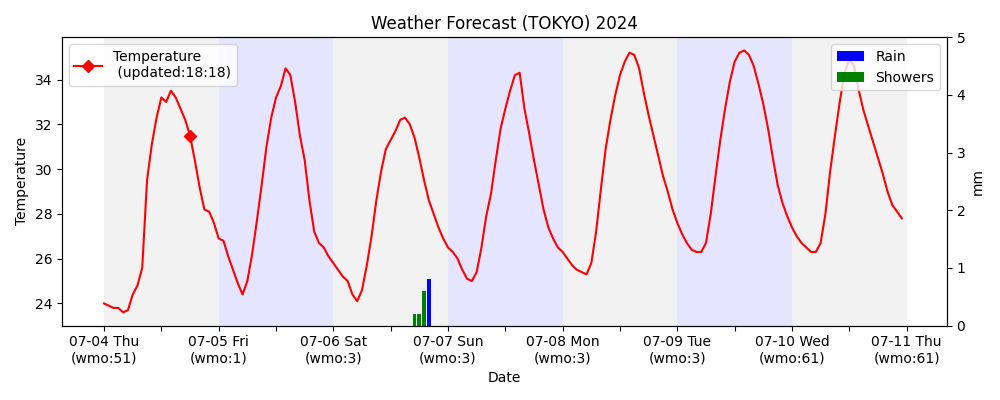 Weather Forecast (TOKYO) 2024
Temperature
(updated:18:18)
Rain
Showers
Temperature
34
32
30
28
26
24
5
4
3
2
1
0
mm
07-04 Thu
(wmo:51)
07-05 Fri
(wmo:1)
07-06 Sat
(wmo:3)
07-07 Sun
(wmo:3)
07-08 Mon
(wmo:3)
07-09 Tue
(wmo:3)
07-10 Wed
(wmo:61)
07-11 Thu
(wmo:61)
Date